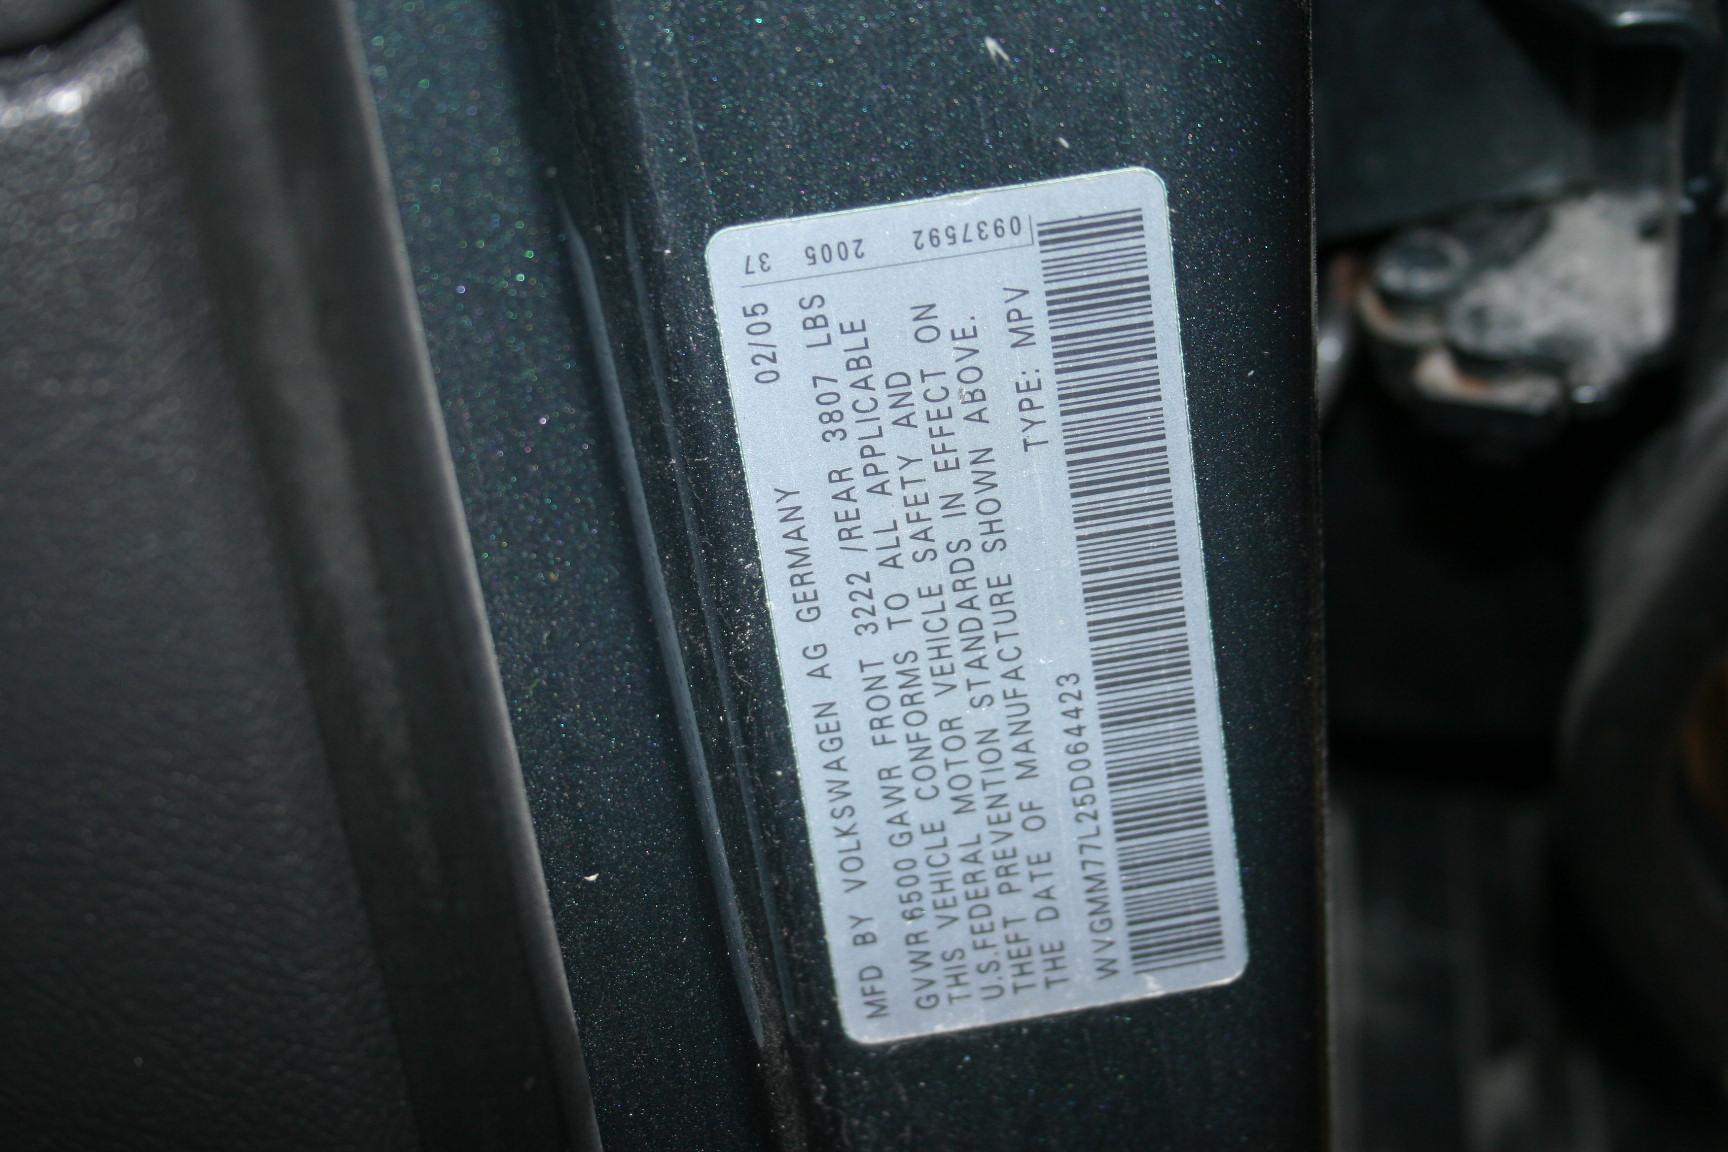 MFD BY VOLKSWAGEN AG GERMANY 02/05
GVWR 6500 GAWR FRONT 3222 /REAR 3807 LBS
THIS VEHICLE CONFORMS TO ALL APPLICABLE
U.S.FEDERAL MOTOR VEHICLE SAFETY AND
THEFT PREVENTION STANDARDS IN EFFECT ON
THE DATE OF MANUFACTURE SHOWN ABOVE.
WVGMM77L25D064423 TYPE: MPV
37 2005 0937592